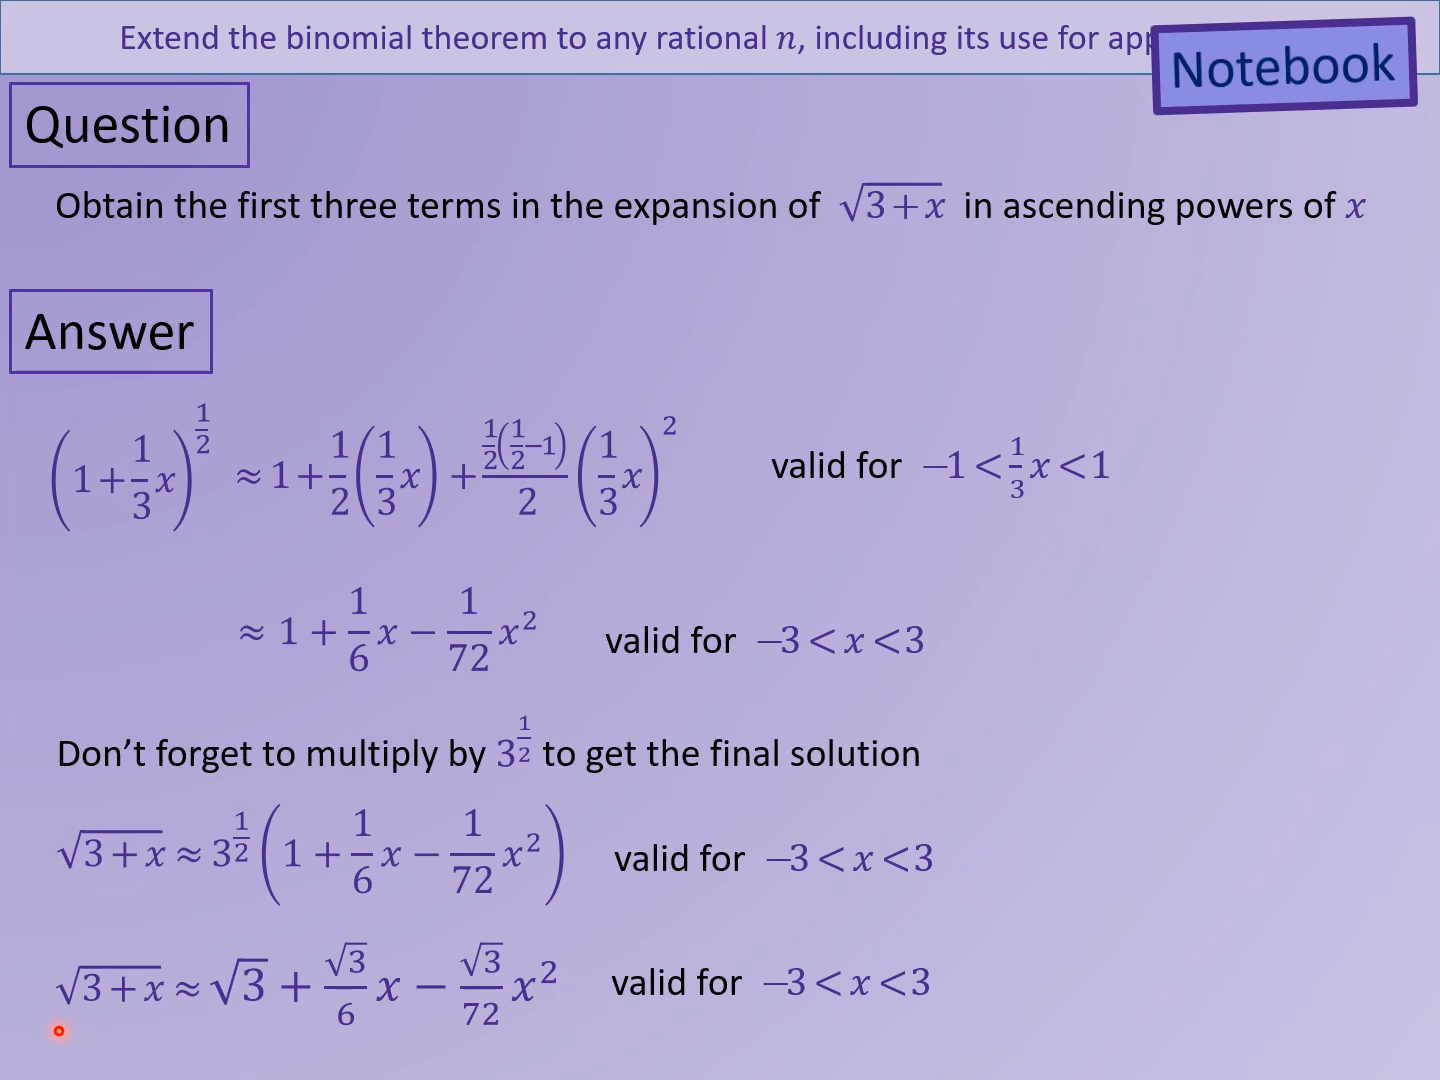 Extend the binomial theorem to any rational n, including its use for
Notebook
Question
Obtain the first three terms in the expansion of √(3+x) in ascending powers of x
Answer
(1+1/3 x)^(1/2) ≈ 1+1/2(1/3 x)+(1/2(1/2−1))/2 (1/3 x)^2 valid for −1<1/3 x<1
≈ 1+1/6 x−1/72 x² valid for −3<x<3
Don’t forget to multiply by 3^(1/2) to get the final solution
√(3+x) ≈ 3^(1/2)(1+1/6 x−1/72 x²) valid for −3<x<3
√(3+x) ≈ √3+√3/6 x−√3/72 x² valid for −3<x<3